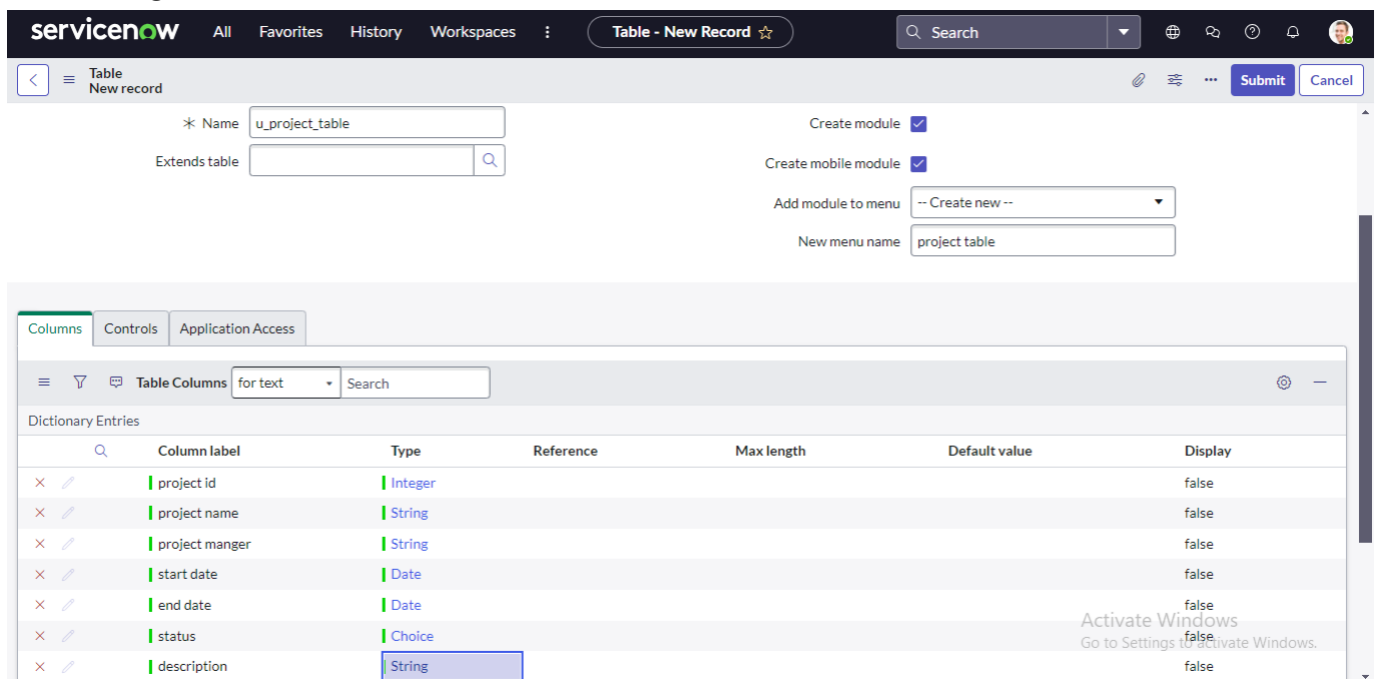 servicenow All Favorites History Workspaces Table - New Record Search
Table
New record
Submit Cancel
Name u_project_table
Create module
Extends table
Create mobile module
Add module to menu -- Create new --
New menu name project table
Columns Controls Application Access
Table Columns for text Search
Dictionary Entries
Column label Type Reference Max length Default value Display
project id Integer false
project name String false
project manger String false
start date Date false
end date Date false
status Choice false
description String false
Activate Windows
Go to Settings to activate Windows.